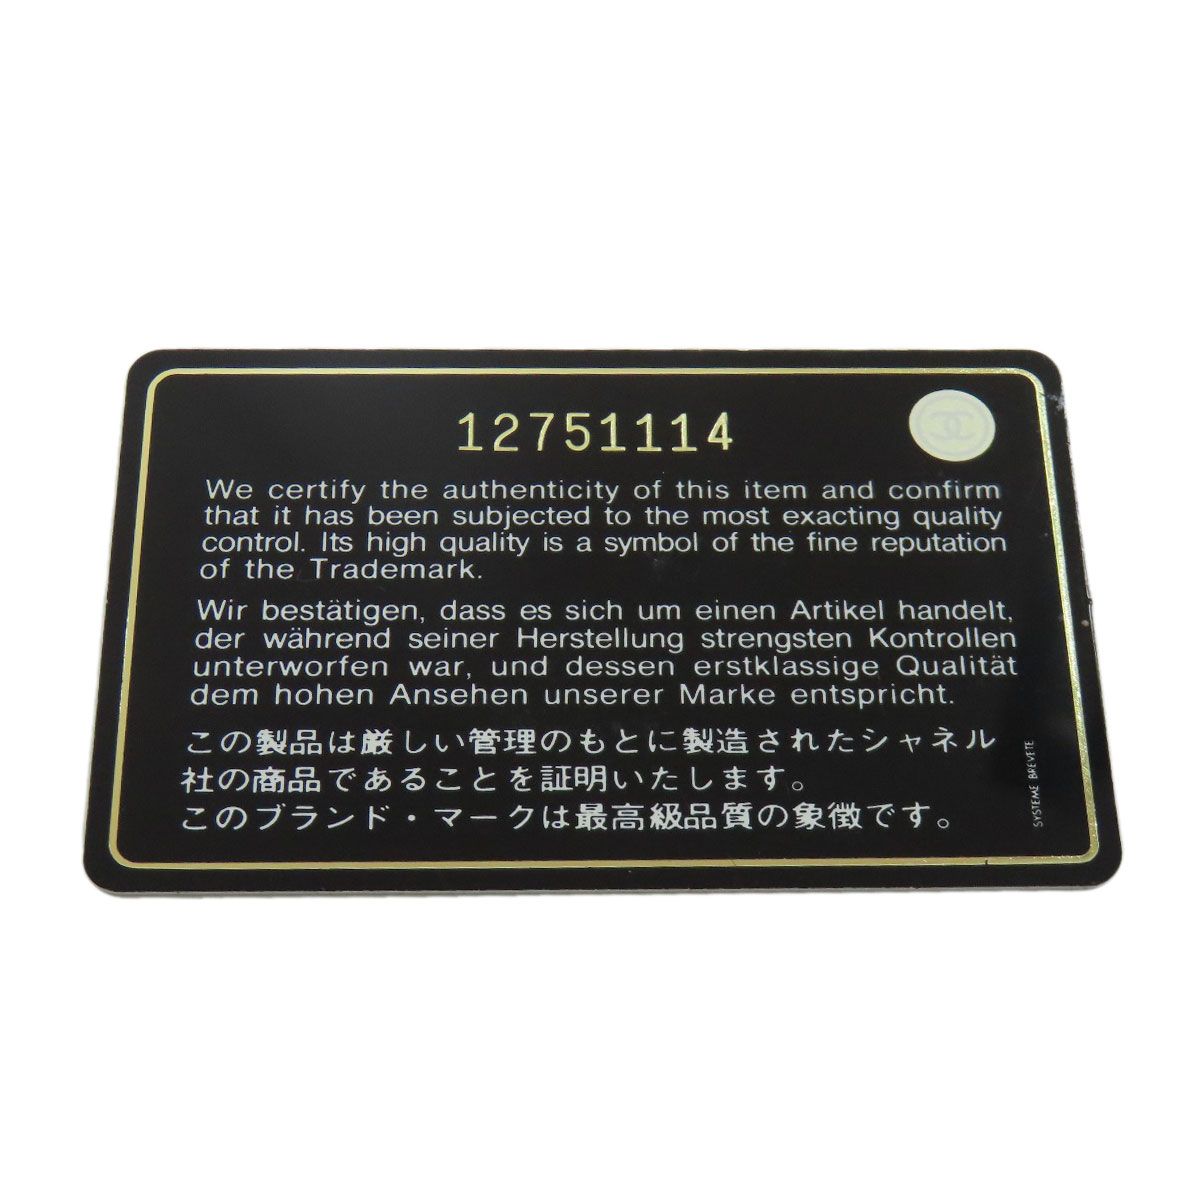 12751114
We certify the authenticity of this item and confirm
that it has been subjected to the most exacting quality
control. Its high quality is a symbol of the fine reputation
of the Trademark.
Wir bestätigen, dass es sich um einen Artikel handelt,
der während seiner Herstellung strengsten Kontrollen
unterworfen war, und dessen erstklassige Qualität
dem hohen Ansehen unserer Marke entspricht.
この製品は厳しい管理のもとに製造されたシャネル
社の商品であることを証明いたします。
このブランド・マークは最高級品質の象徴です。
SYSTEME BREVETE